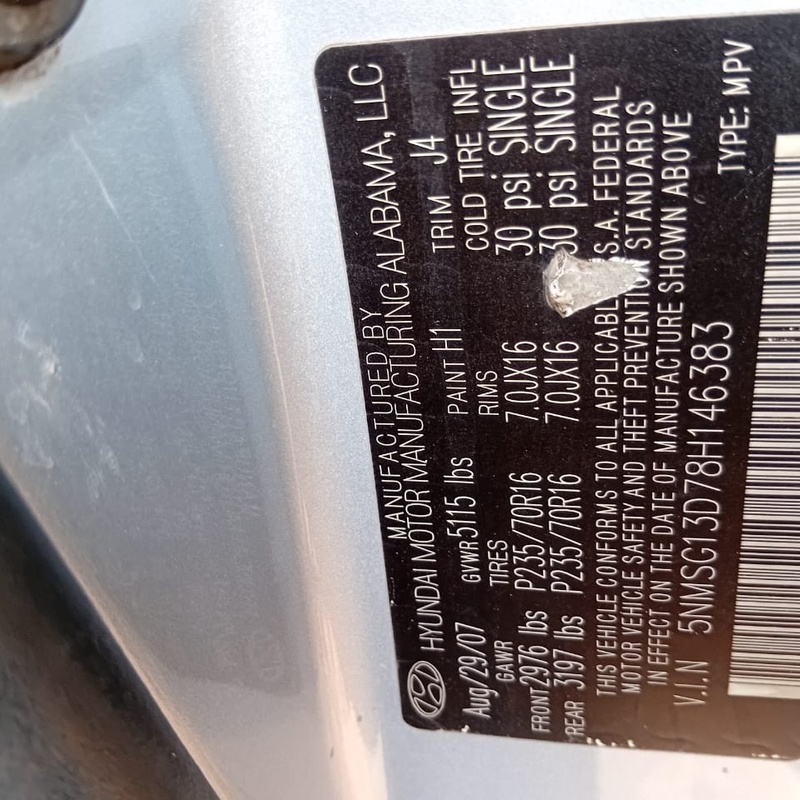 MANUFACTURED BY
HYUNDAI MOTOR MANUFACTURING ALABAMA, LLC
Aug/29/07 GVWR 5115 lbs PAINT H1 TRIM J4
GAWR TIRES RIMS COLD TIRE INFL
FRONT 2976 lbs P235/70R16 7.0JX16 30 psi SINGLE
REAR 3197 lbs P235/70R16 7.0JX16 30 psi SINGLE
THIS VEHICLE CONFORMS TO ALL APPLICABLE S.A. FEDERAL
MOTOR VEHICLE SAFETY AND THEFT PREVENTION STANDARDS
IN EFFECT ON THE DATE OF MANUFACTURE SHOWN ABOVE
V.I.N 5NMSG13D78H146383 TYPE: MPV